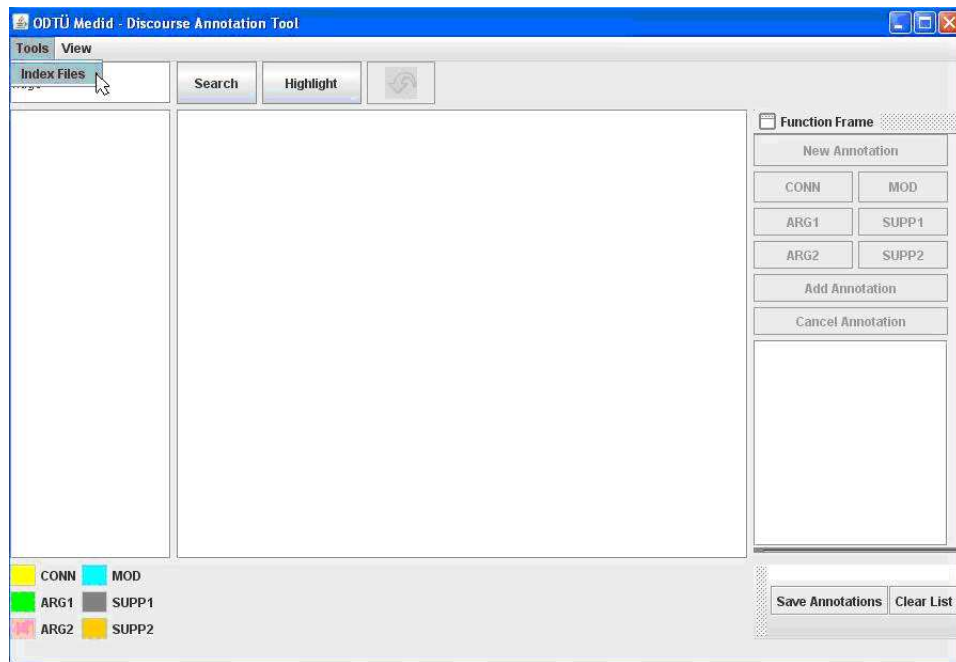 ODTÜ Medid - Discourse Annotation Tool
Tools View
Index Files
Search Highlight
Function Frame
New Annotation
CONN MOD
ARG1 SUPP1
ARG2 SUPP2
Add Annotation
Cancel Annotation
CONN MOD
ARG1 SUPP1
ARG2 SUPP2
Save Annotations Clear List